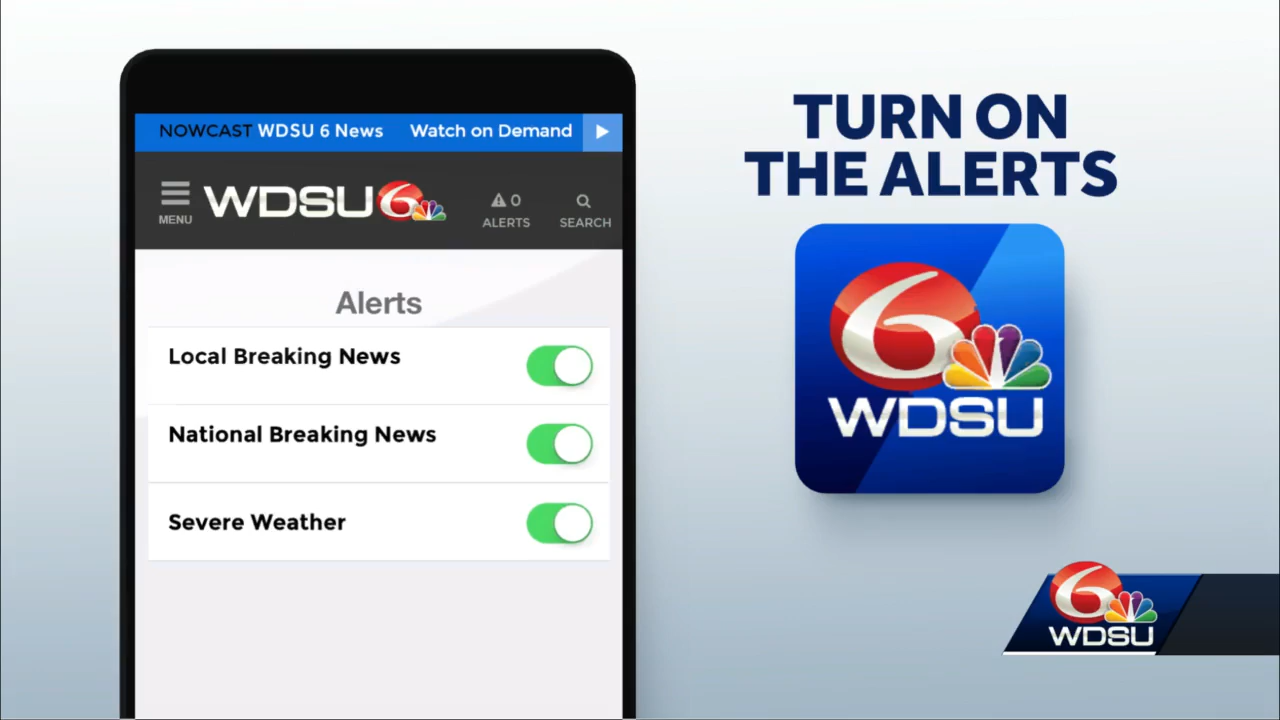 NOWCAST WDSU 6 News Watch on Demand
MENU
WDSU 6
0
ALERTS
SEARCH
Alerts
Local Breaking News
National Breaking News
Severe Weather
TURN ON
THE ALERTS
6
WDSU
6
WDSU